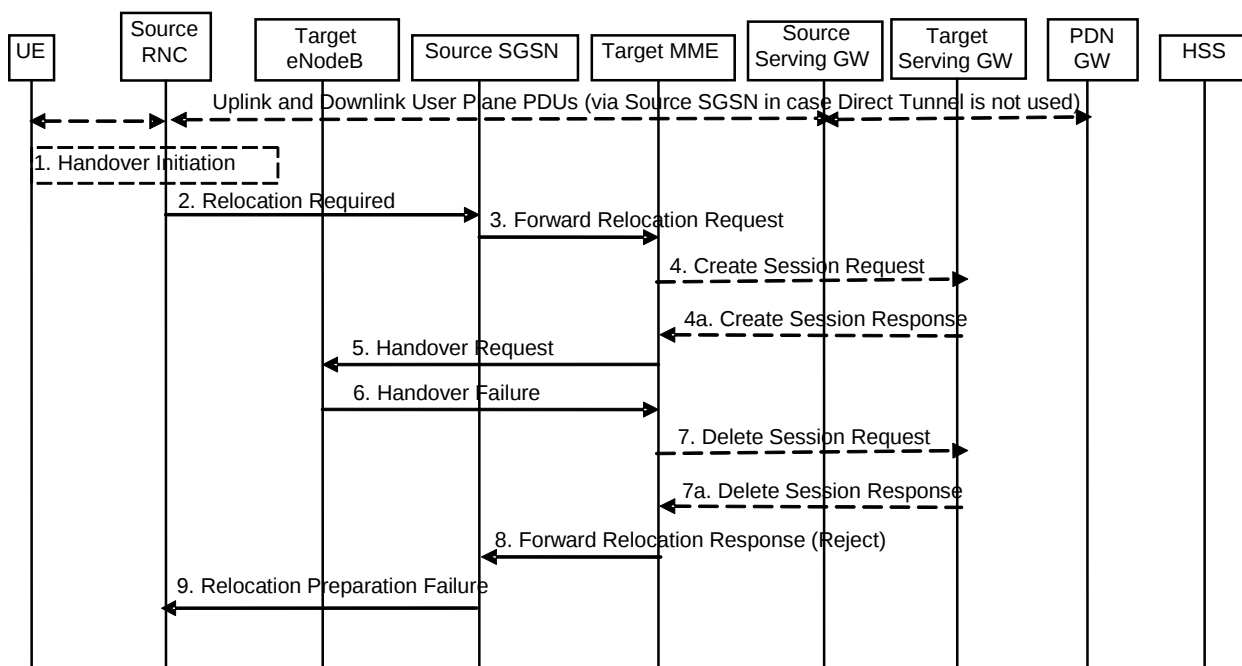 UE
Source
RNC
Target
eNodeB
Source SGSN
Target MME
Source
Serving GW
Target
Serving GW
PDN
GW
HSS
Uplink and Downlink User Plane PDUs (via Source SGSN in case Direct Tunnel is not used)
1. Handover Initiation
2. Relocation Required
3. Forward Relocation Request
4. Create Session Request
4a. Create Session Response
5. Handover Request
6. Handover Failure
7. Delete Session Request
7a. Delete Session Response
8. Forward Relocation Response (Reject)
9. Relocation Preparation Failure